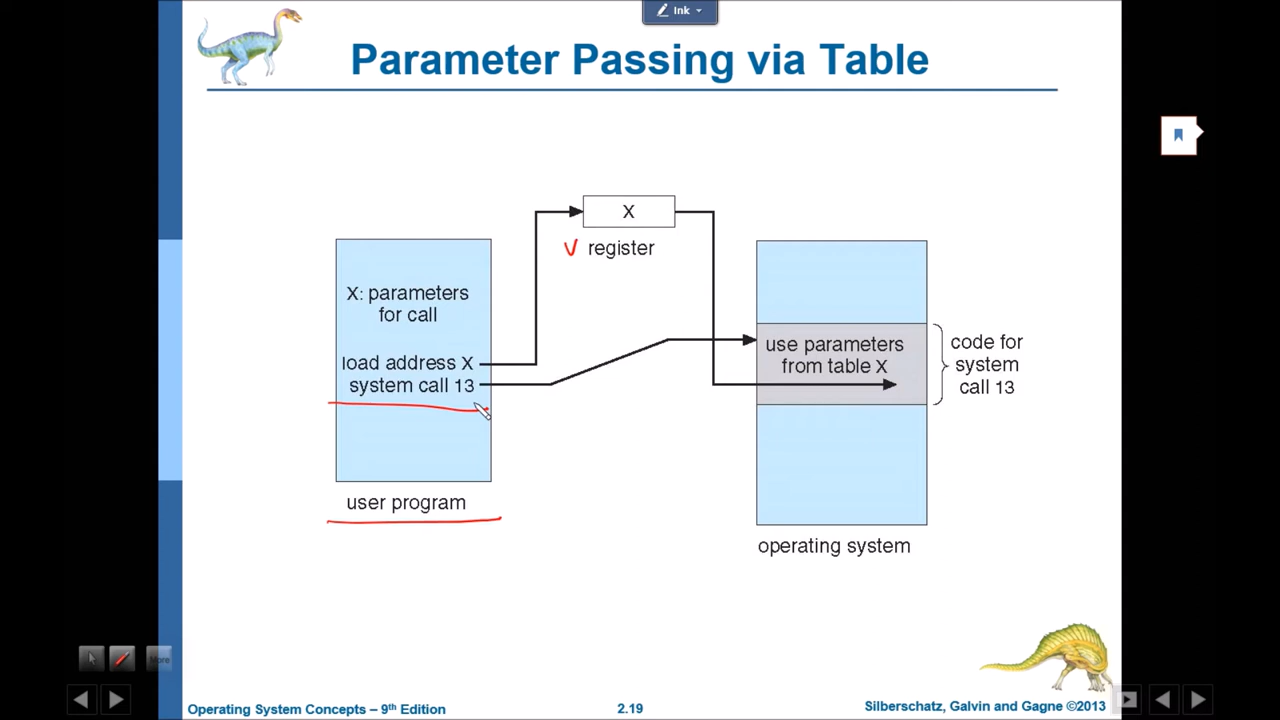 Ink
Parameter Passing via Table
X
register
X: parameters
for call
load address X
system call 13
user program
use parameters
from table X
code for
system
call 13
operating system
More
Operating System Concepts – 9th Edition
2.19
Silberschatz, Galvin and Gagne ©2013